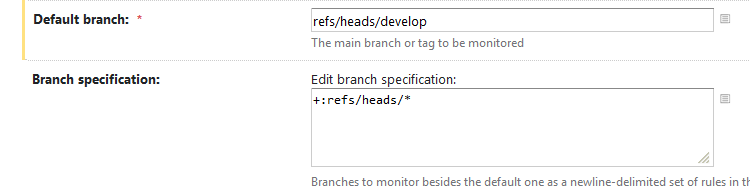 Default branch: * refs/heads/develop
The main branch or tag to be monitored
Branch specification: Edit branch specification:
+:refs/heads/*
Branches to monitor besides the default one as a newline-delimited set of rules in